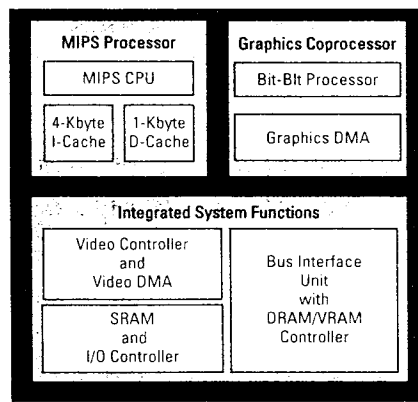 MIPS Processor
MIPS CPU
4-Kbyte
I-Cache
1-Kbyte
D-Cache
Graphics Coprocessor
Bit-Blt Processor
Graphics DMA
Integrated System Functions
Video Controller
and
Video DMA
SRAM
and
I/O Controller
Bus Interface
Unit
with
DRAM/VRAM
Controller